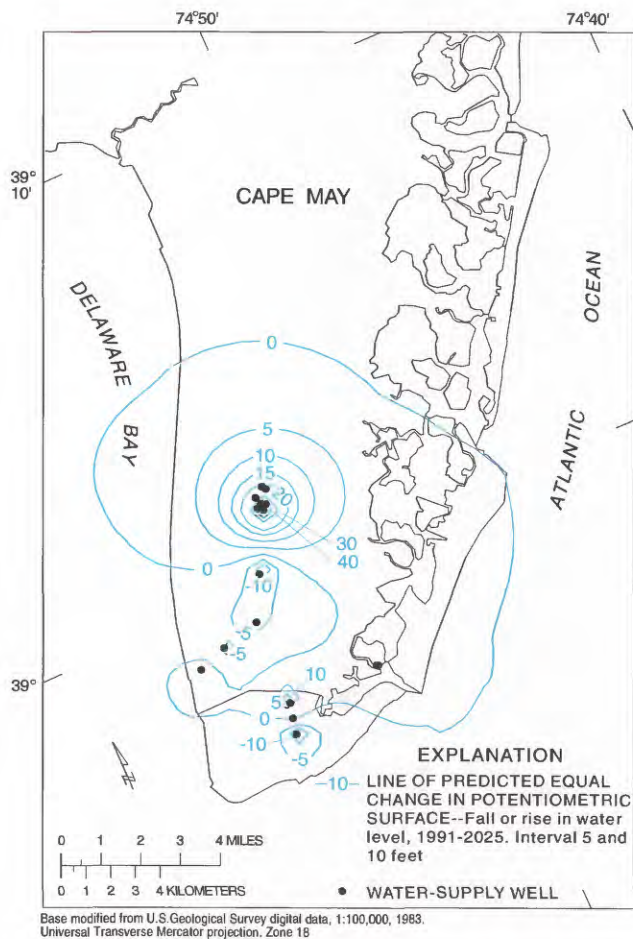 74°50'
74°40'
39°
10'
CAPE MAY
DELAWARE
BAY
OCEAN
ATLANTIC
0
5
10
15
20
30
40
0
-10
-5
-5
39°
10
5
0
-10
-5
EXPLANATION
-10- LINE OF PREDICTED EQUAL
CHANGE IN POTENTIOMETRIC
SURFACE--Fall or rise in water
level, 1991-2025. Interval 5 and
10 feet
0 1 2 3 4 MILES
0 1 2 3 4 KILOMETERS
WATER-SUPPLY WELL
Base modified from U.S.Geological Survey digital data, 1:100,000, 1983.
Universal Transverse Mercator projection. Zone 18